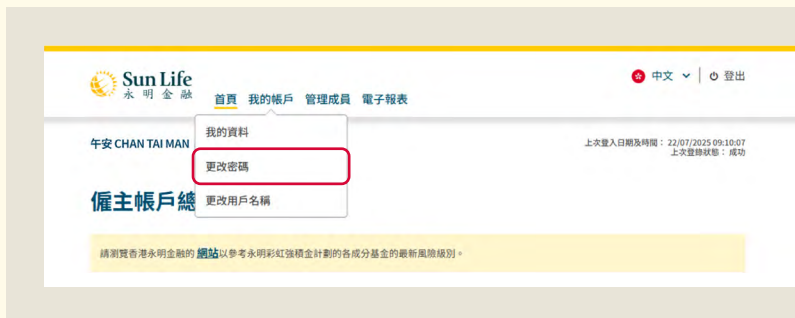 Sun Life
永明金融
首頁 我的帳戶 管理成員 電子報表
中文 登出
我的資料
更改密碼
更改用戶名稱
午安 CHAN TAI MAN
上次登入日期及時間： 22/07/2025 09:10:07
上次登錄狀態： 成功
僱主帳戶總
請瀏覽香港永明金融的 網站以參考永明彩虹強積金計劃的各成分基金的最新風險級別。